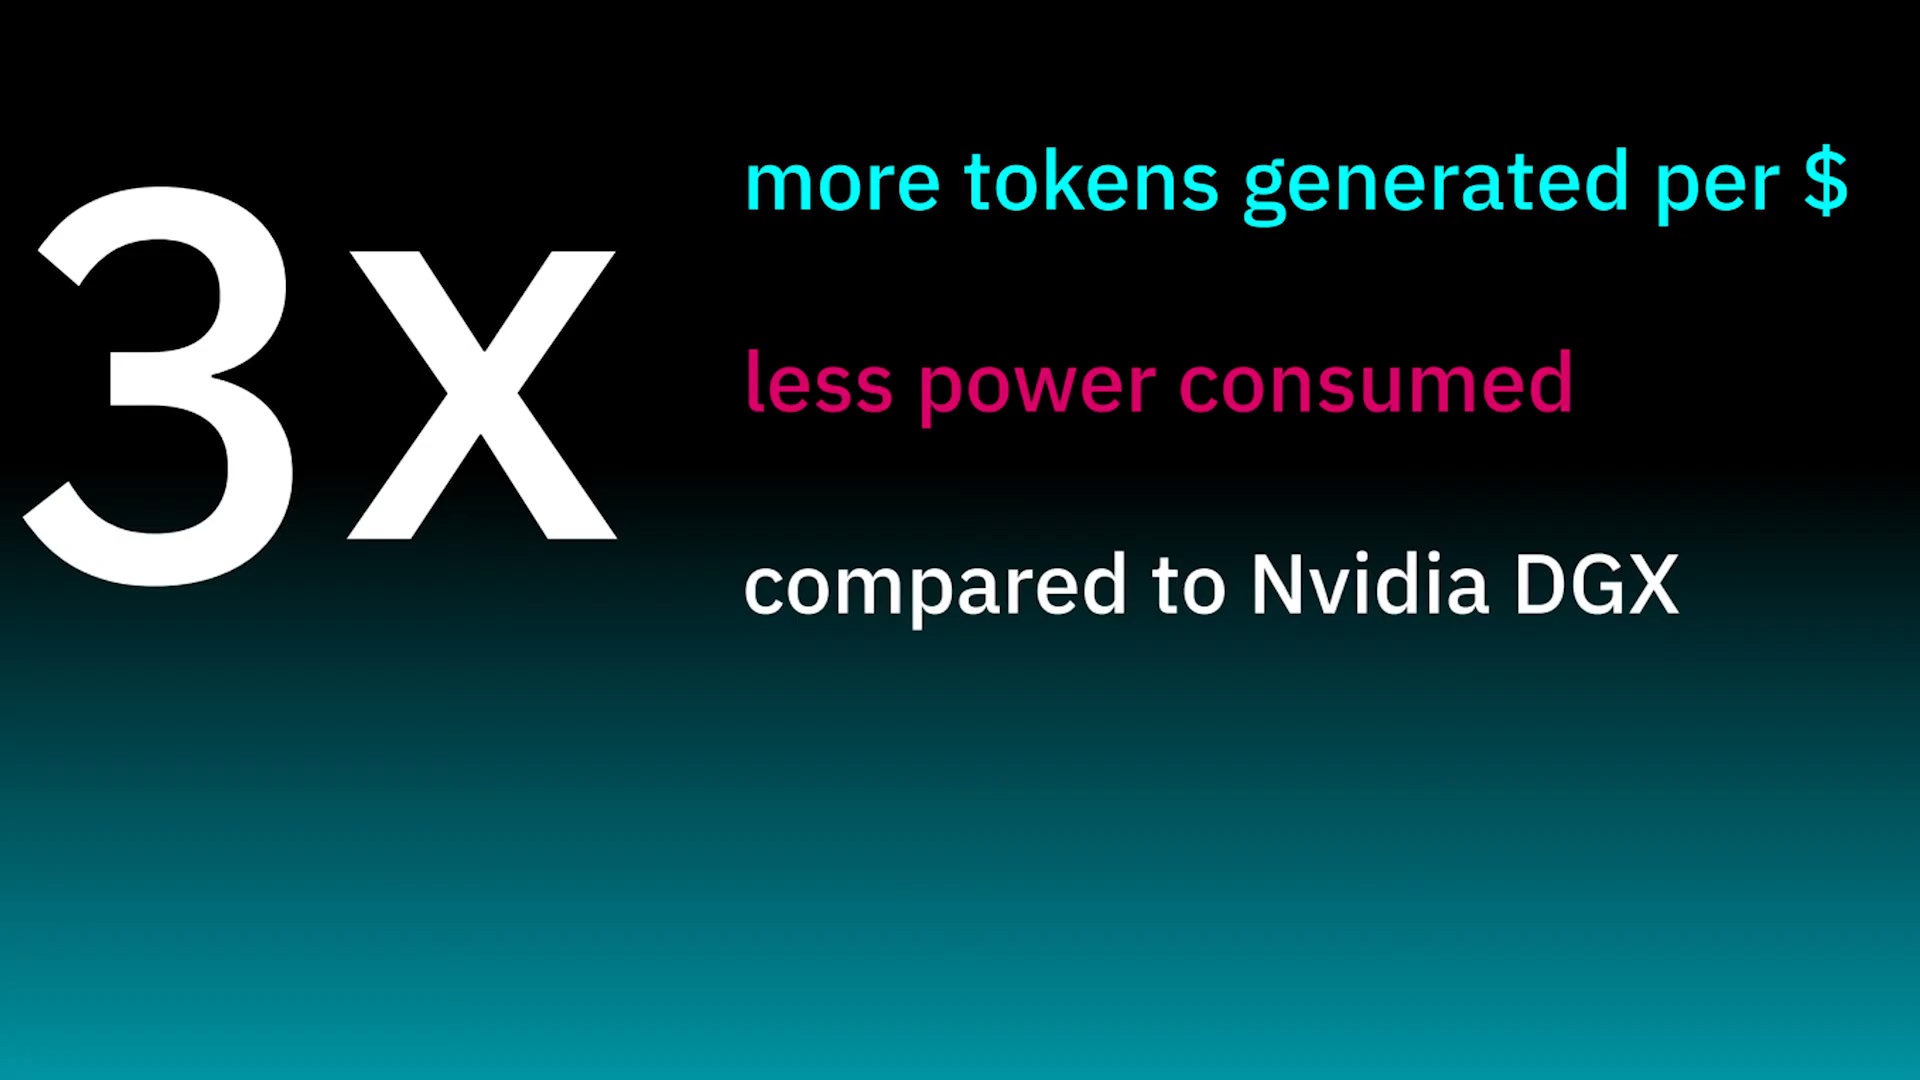 3x
more tokens generated per $
less power consumed
compared to Nvidia DGX